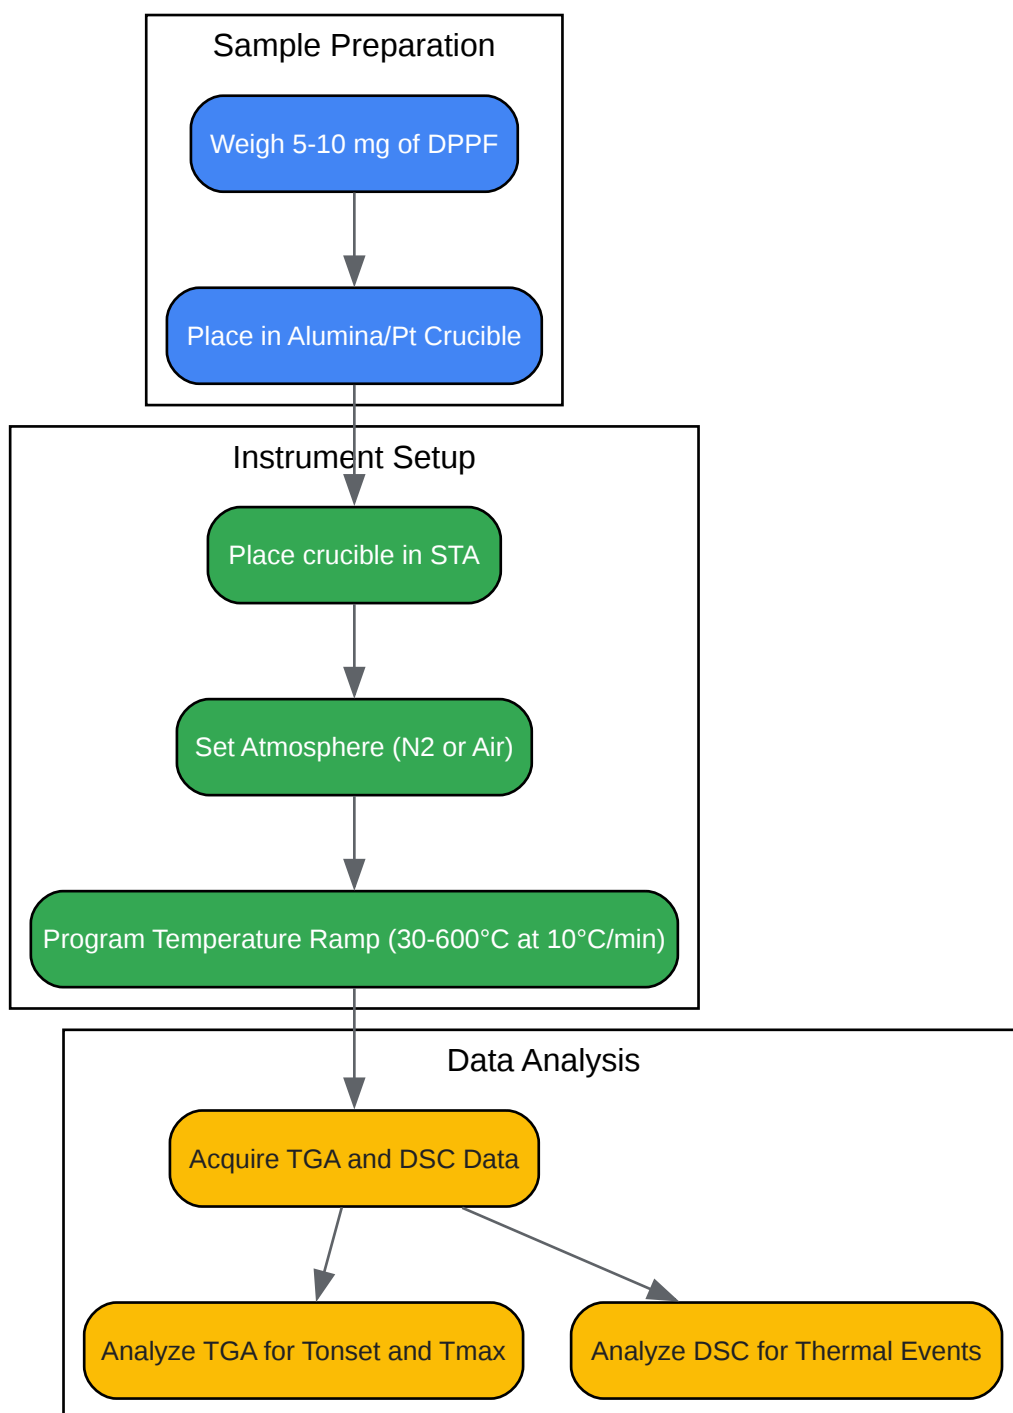 Sample Preparation
Weigh 5-10 mg of DPPF
Place in Alumina/Pt Crucible
Instrument Setup
Place crucible in STA
Set Atmosphere (N2 or Air)
Program Temperature Ramp (30-600°C at 10°C/min)
Data Analysis
Acquire TGA and DSC Data
Analyze TGA for Tonset and Tmax
Analyze DSC for Thermal Events